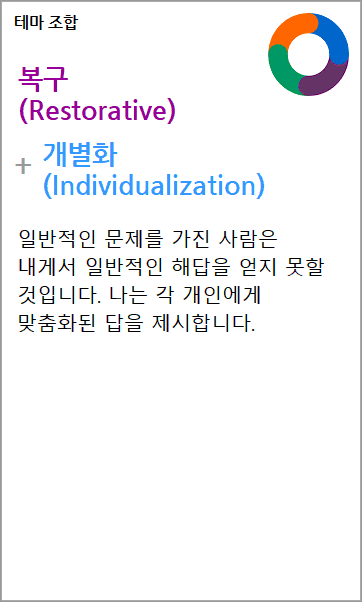 테마 조합
복구
(Restorative)
+ 개별화
(Individualization)
일반적인 문제를 가진 사람은
내게서 일반적인 해답을 얻지 못할
것입니다. 나는 각 개인에게
맞춤화된 답을 제시합니다.